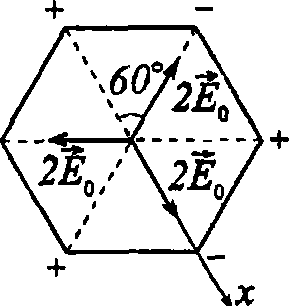 + −
60°
2E⃗₀
+
2E⃗₀ 2E⃗₀
+ −
x